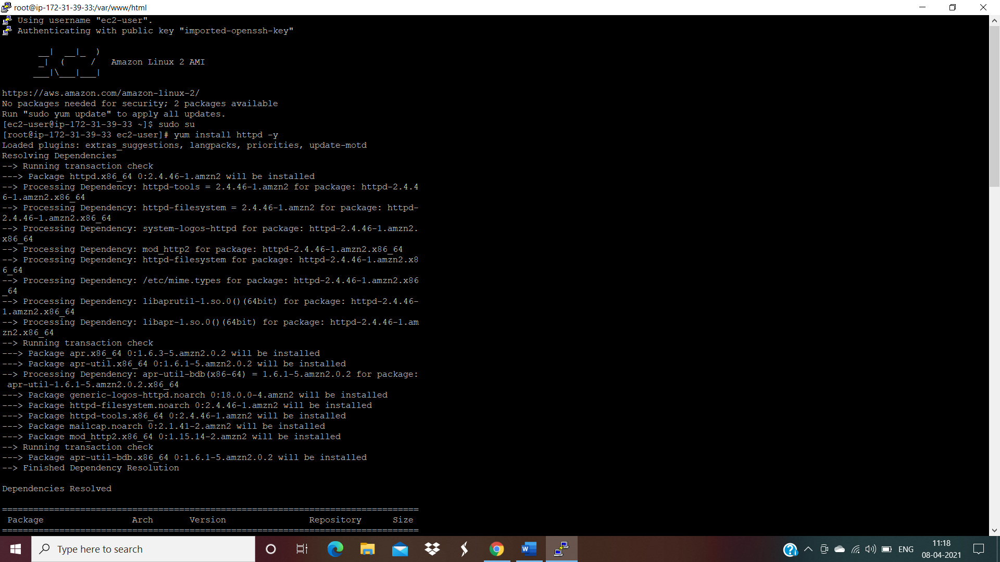 root@ip-172-31-39-33:/var/www/html
Using username "ec2-user".
Authenticating with public key "imported-openssh-key"
       __|  __|_  )
       _|  (     /   Amazon Linux 2 AMI
      ___|\___|___|
https://aws.amazon.com/amazon-linux-2/
No packages needed for security; 2 packages available
Run "sudo yum update" to apply all updates.
[ec2-user@ip-172-31-39-33 ~]$ sudo su
[root@ip-172-31-39-33 ec2-user]# yum install httpd -y
Loaded plugins: extras_suggestions, langpacks, priorities, update-motd
Resolving Dependencies
--> Running transaction check
---> Package httpd.x86_64 0:2.4.46-1.amzn2 will be installed
--> Processing Dependency: httpd-tools = 2.4.46-1.amzn2 for package: httpd-2.4.4
6-1.amzn2.x86_64
--> Processing Dependency: httpd-filesystem = 2.4.46-1.amzn2 for package: httpd-
2.4.46-1.amzn2.x86_64
--> Processing Dependency: system-logos-httpd for package: httpd-2.4.46-1.amzn2.
x86_64
--> Processing Dependency: mod_http2 for package: httpd-2.4.46-1.amzn2.x86_64
--> Processing Dependency: httpd-filesystem for package: httpd-2.4.46-1.amzn2.x8
6_64
--> Processing Dependency: /etc/mime.types for package: httpd-2.4.46-1.amzn2.x86
_64
--> Processing Dependency: libaprutil-1.so.0()(64bit) for package: httpd-2.4.46-
1.amzn2.x86_64
--> Processing Dependency: libapr-1.so.0()(64bit) for package: httpd-2.4.46-1.am
zn2.x86_64
--> Running transaction check
---> Package apr.x86_64 0:1.6.3-5.amzn2.0.2 will be installed
---> Package apr-util.x86_64 0:1.6.1-5.amzn2.0.2 will be installed
--> Processing Dependency: apr-util-bdb(x86-64) = 1.6.1-5.amzn2.0.2 for package:
 apr-util-1.6.1-5.amzn2.0.2.x86_64
---> Package generic-logos-httpd.noarch 0:18.0.0-4.amzn2 will be installed
---> Package httpd-filesystem.noarch 0:2.4.46-1.amzn2 will be installed
---> Package httpd-tools.x86_64 0:2.4.46-1.amzn2 will be installed
---> Package mailcap.noarch 0:2.1.41-2.amzn2 will be installed
---> Package mod_http2.x86_64 0:1.15.14-2.amzn2 will be installed
--> Running transaction check
---> Package apr-util-bdb.x86_64 0:1.6.1-5.amzn2.0.2 will be installed
--> Finished Dependency Resolution
Dependencies Resolved
================================================================================
 Package                 Arch       Version                Repository      Size
================================================================================
Type here to search
W
ENG
11:18
08-04-2021